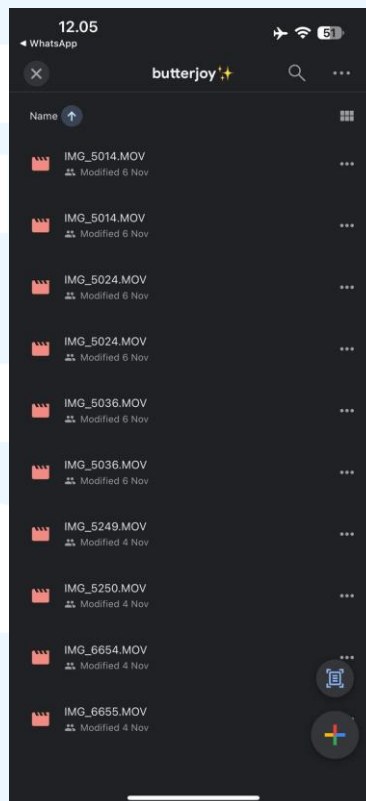 12.05
51
◀ WhatsApp
butterjoy✨
Name
IMG_5014.MOV
Modified 6 Nov
IMG_5014.MOV
Modified 6 Nov
IMG_5024.MOV
Modified 6 Nov
IMG_5024.MOV
Modified 6 Nov
IMG_5036.MOV
Modified 6 Nov
IMG_5036.MOV
Modified 6 Nov
IMG_5249.MOV
Modified 4 Nov
IMG_5250.MOV
Modified 4 Nov
IMG_6654.MOV
Modified 4 Nov
IMG_6655.MOV
Modified 4 Nov